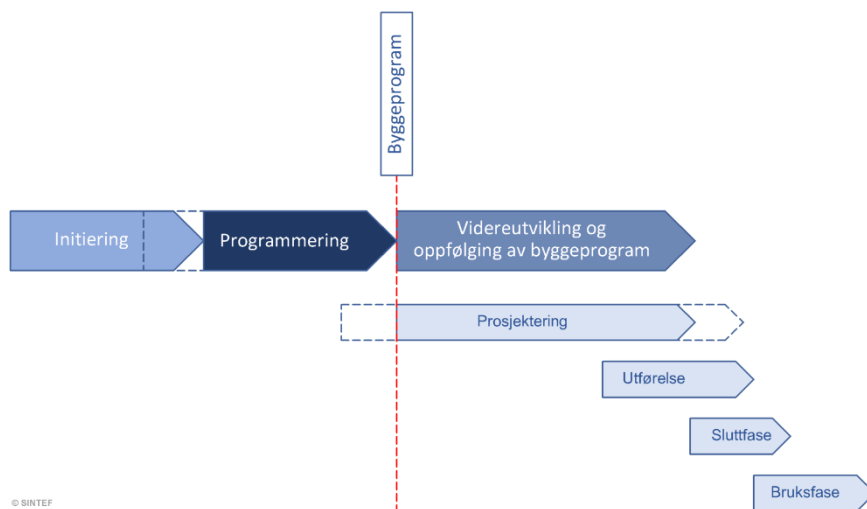 Byggeprogram
Initiering
Programmering
Videreutvikling og
oppfølging av byggeprogram
Prosjektering
Utførelse
Sluttfase
Bruksfase
© SINTEF